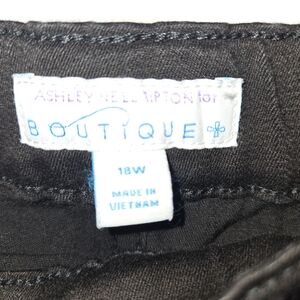 ASHLEY NELL TIPTON for
BOUTIQUE +
18W
MADE IN
VIETNAM